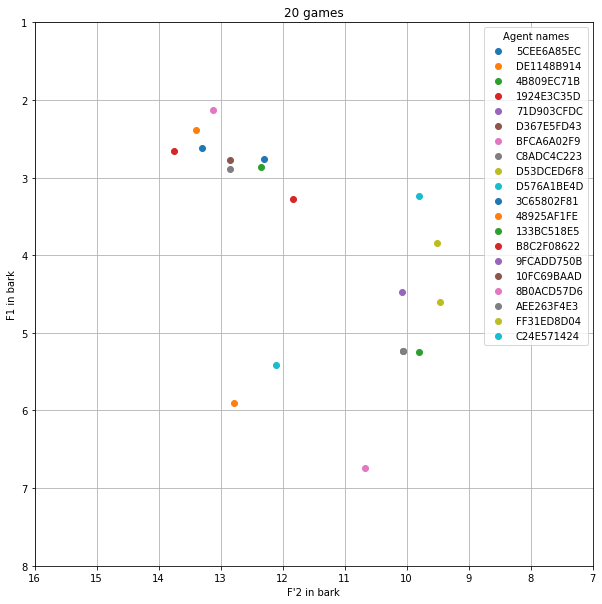 20 games
Agent names
5CEE6A85EC
DE1148B914
4B809EC71B
1924E3C35D
71D903CFDC
D367E5FD43
BFCA6A02F9
C8ADC4C223
D53DCED6F8
D576A1BE4D
3C65802F81
48925AF1FE
133BC518E5
B8C2F08622
9FCADD750B
10FC69BAAD
8B0ACD57D6
AEE263F4E3
FF31ED8D04
C24E571424
1
2
3
4
5
6
7
8
F1 in bark
16 15 14 13 12 11 10 9 8 7
F'2 in bark